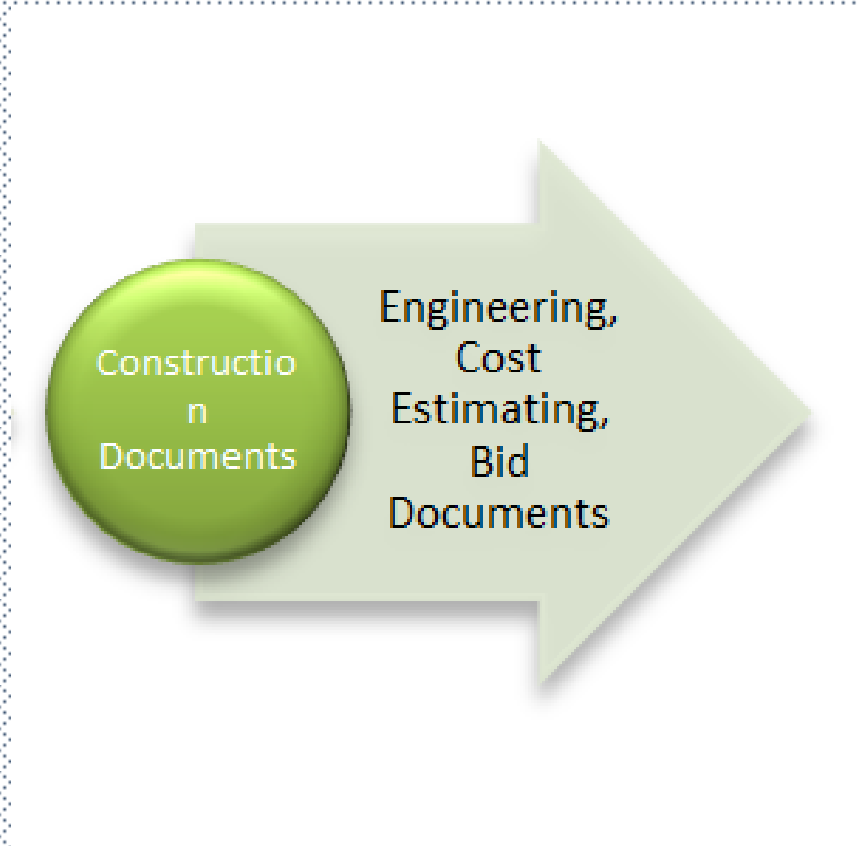 Constructio
n
Documents
Engineering,
Cost
Estimating,
Bid
Documents